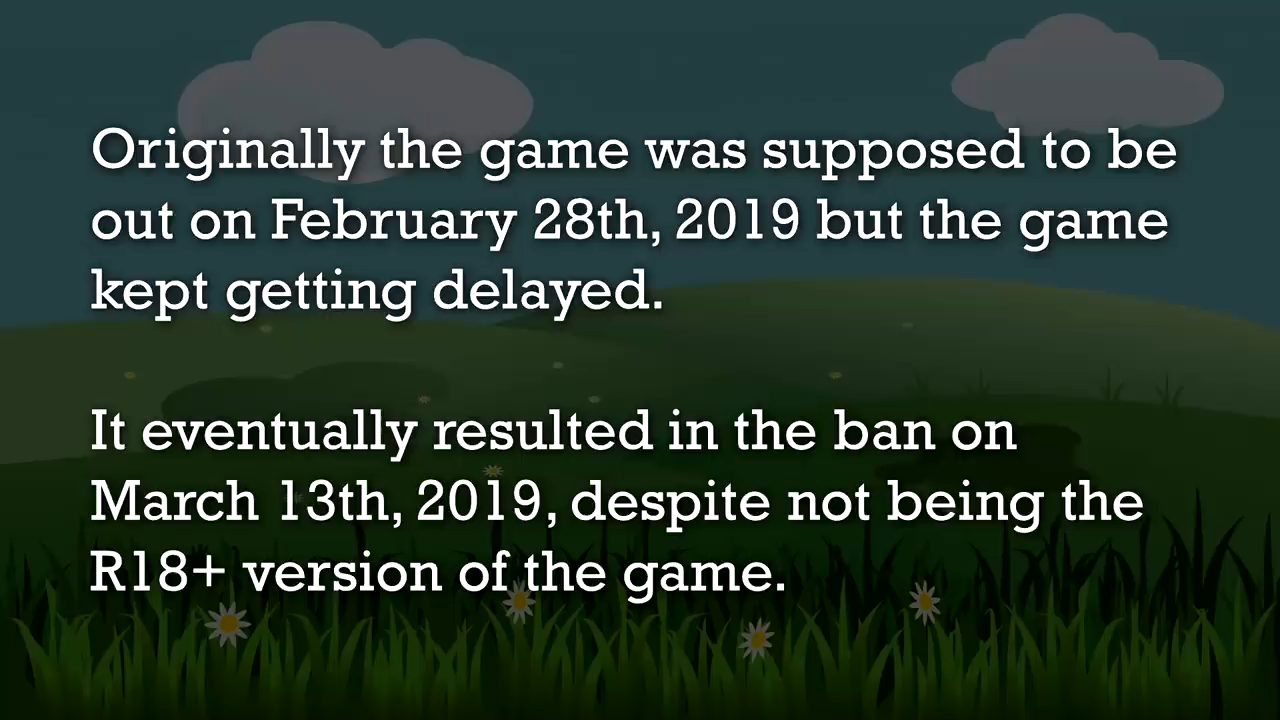 Originally the game was supposed to be
out on February 28th, 2019 but the game
kept getting delayed.
It eventually resulted in the ban on
March 13th, 2019, despite not being the
R18+ version of the game.